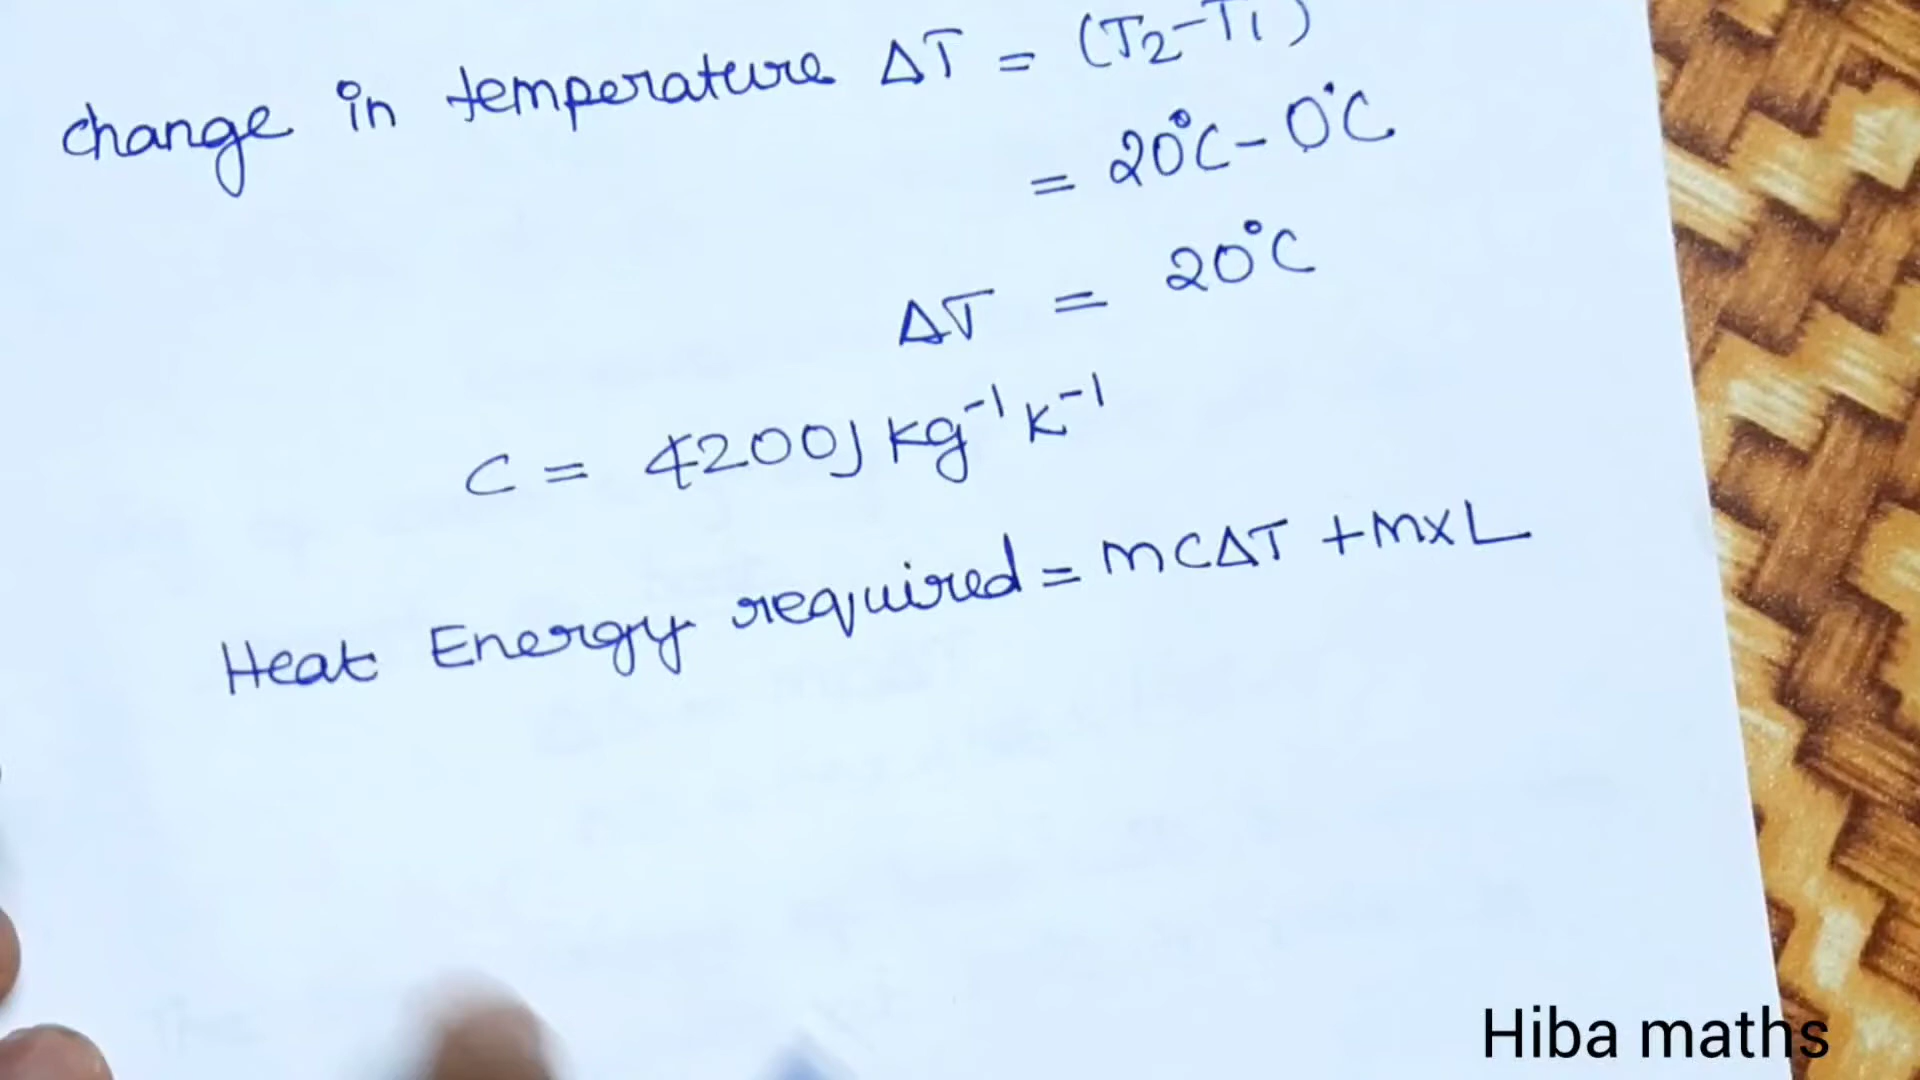 change in temperature ΔT = (T₂-T₁)
= 20°C - 0°C
ΔT = 20°C
C = 4200J kg⁻¹ K⁻¹
Heat Energy required = mCΔT + m×L
Hiba maths